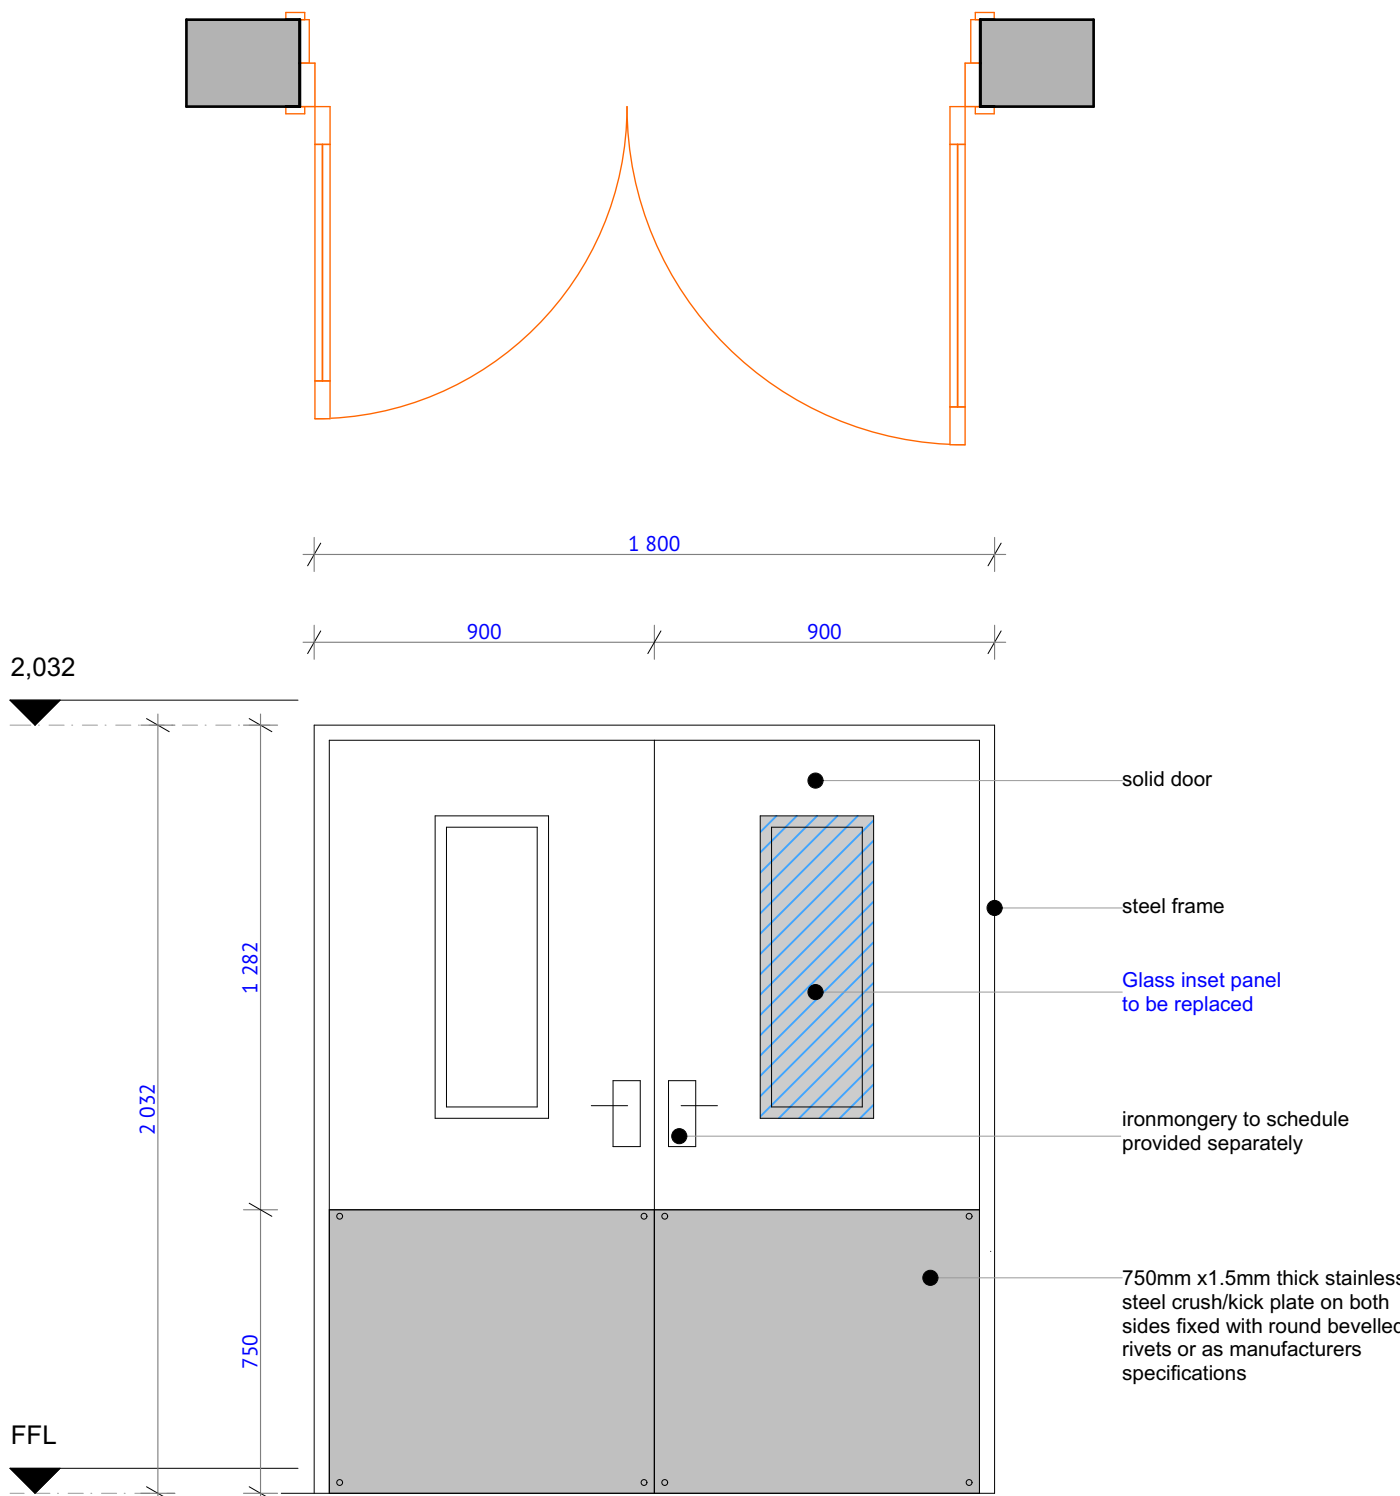 1 800
900
900
2,032
solid door
steel frame
1 282
Glass inset panel
to be replaced
2 032
ironmongery to schedule
provided separately
750mm x1.5mm thick stainless
steel crush/kick plate on both
sides fixed with round bevelled
rivets or as manufacturers
specifications
750
FFL